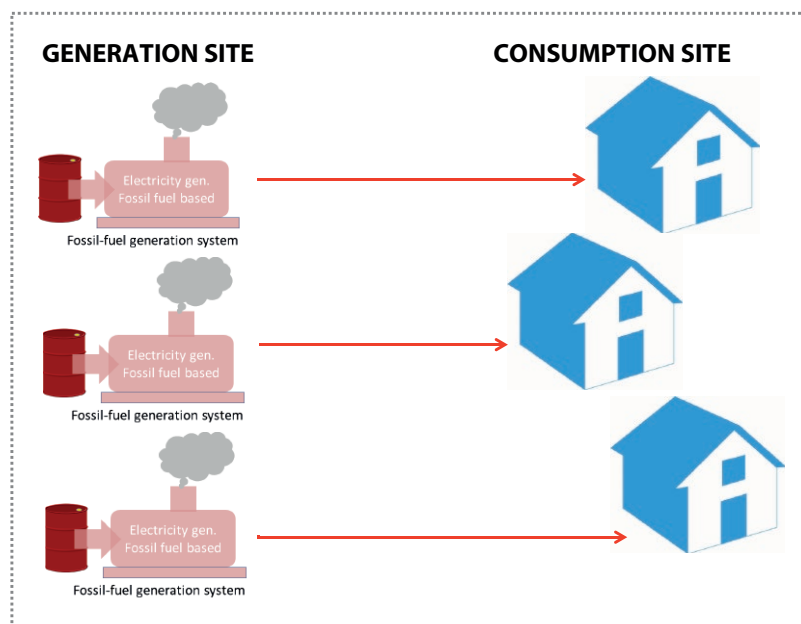 GENERATION SITE
CONSUMPTION SITE
Electricity gen.
Fossil fuel based
Fossil-fuel generation system
Electricity gen.
Fossil fuel based
Fossil-fuel generation system
Electricity gen.
Fossil fuel based
Fossil-fuel generation system